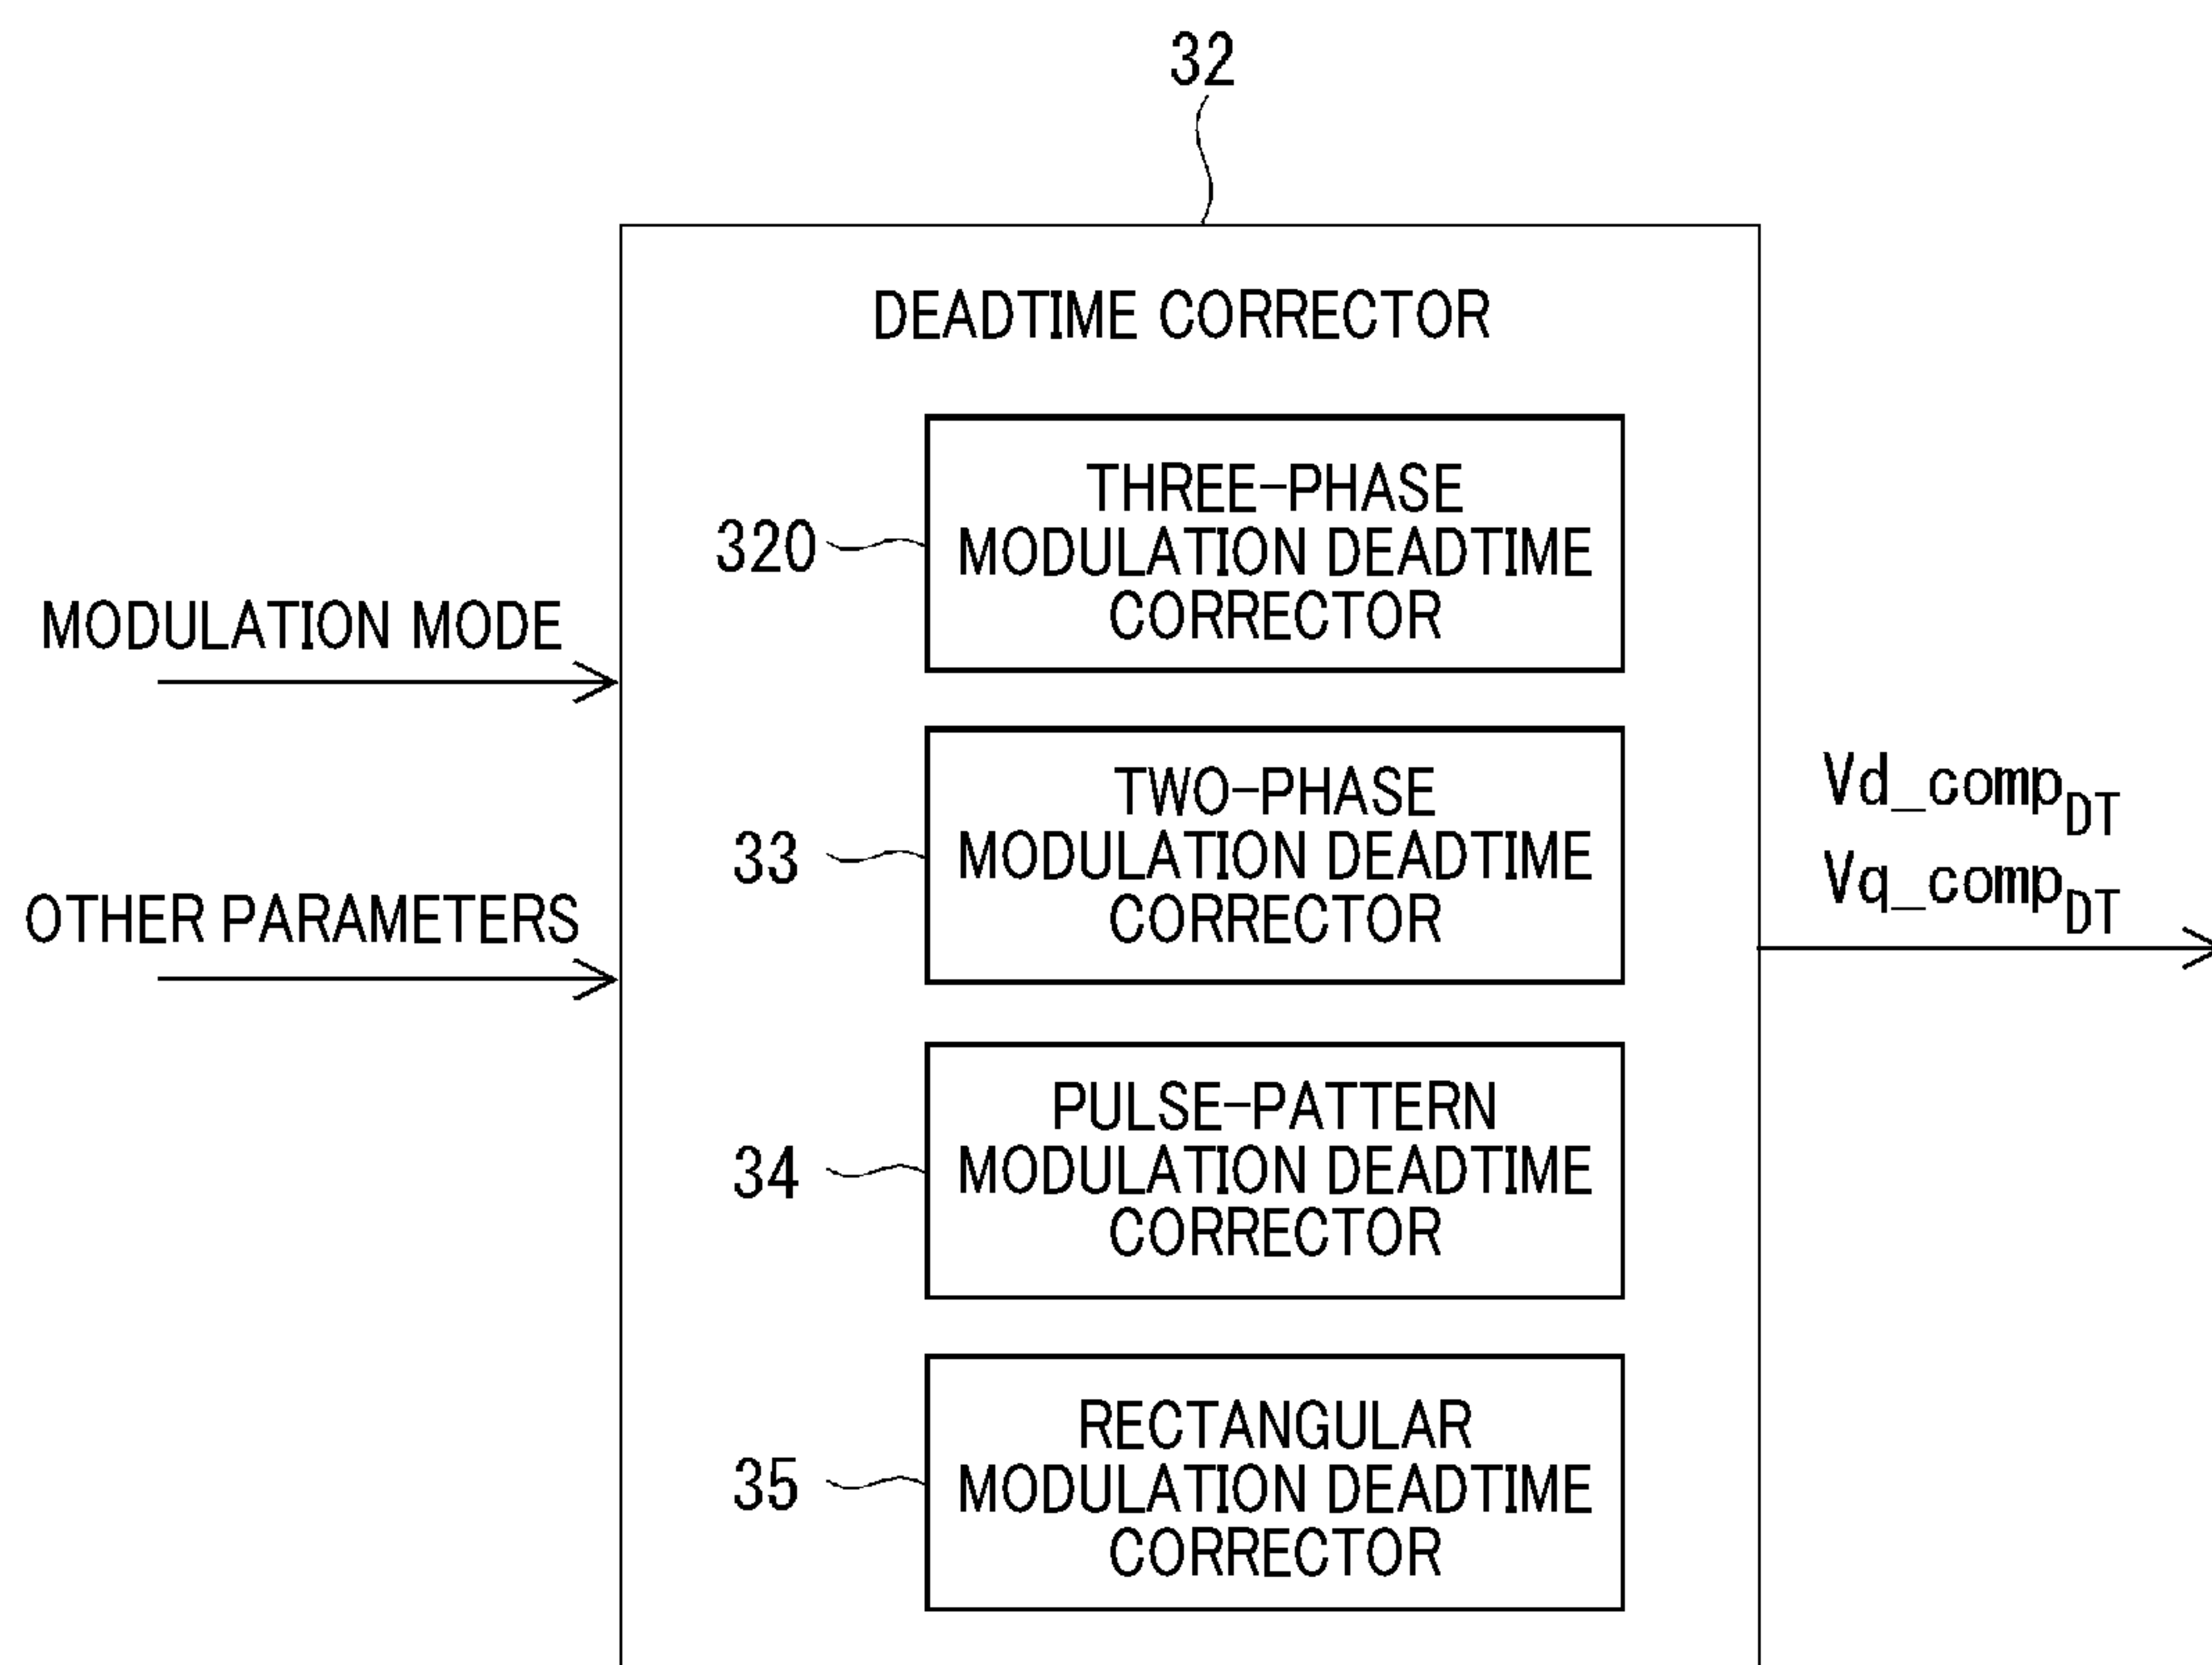 32
DEADTIME CORRECTOR
THREE-PHASE
MODULATION DEADTIME
CORRECTOR
320
MODULATION MODE
TWO-PHASE
MODULATION DEADTIME
CORRECTOR
33
OTHER PARAMETERS
Vd_compDT
Vq_compDT
PULSE-PATTERN
MODULATION DEADTIME
CORRECTOR
34
RECTANGULAR
MODULATION DEADTIME
CORRECTOR
35